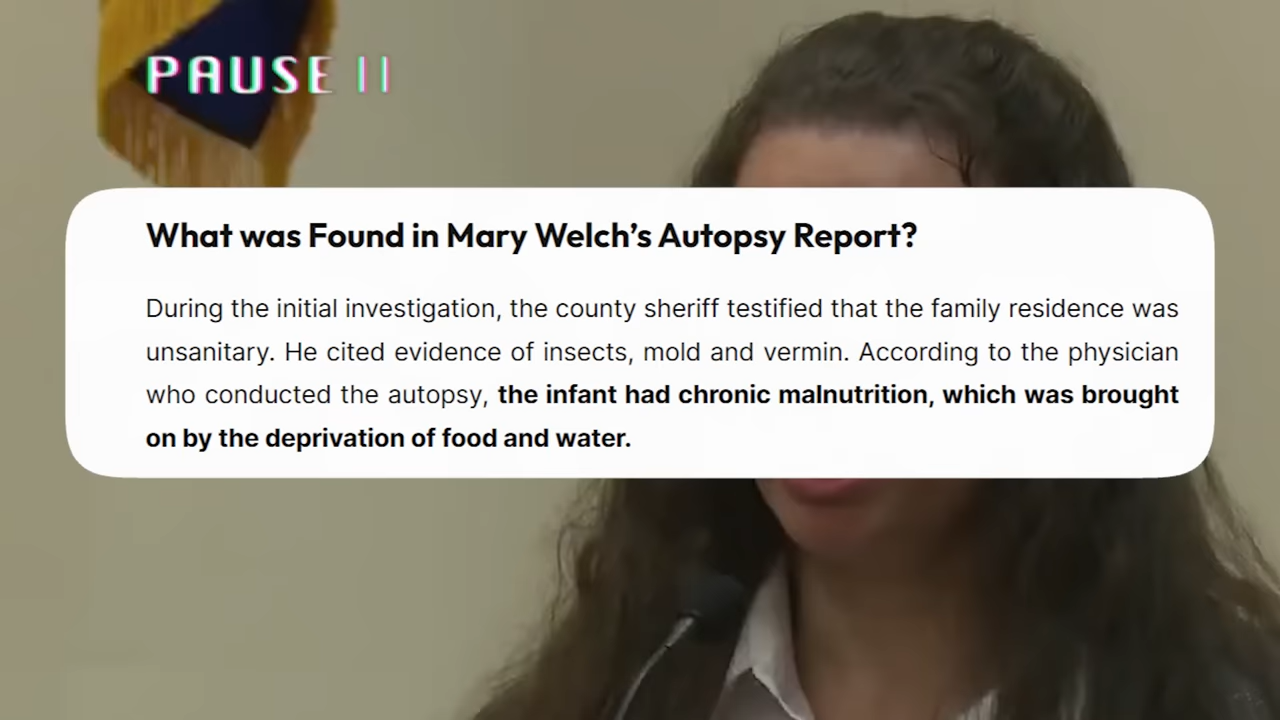 PAUSE II
What was Found in Mary Welch’s Autopsy Report?
During the initial investigation, the county sheriff testified that the family residence was
unsanitary. He cited evidence of insects, mold and vermin. According to the physician
who conducted the autopsy, the infant had chronic malnutrition, which was brought
on by the deprivation of food and water.